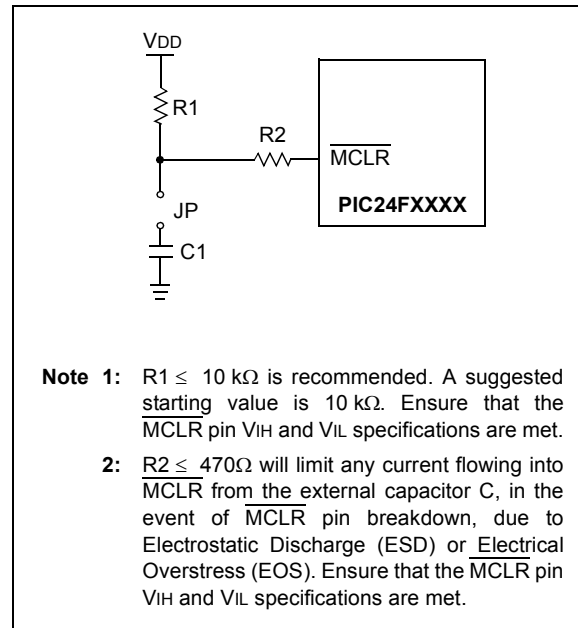 VDD
R1
R2
MCLR
PIC24FXXXX
JP
C1
Note 1: R1 ≤ 10 kΩ is recommended. A suggested
starting value is 10 kΩ. Ensure that the
MCLR pin VIH and VIL specifications are met.
2: R2 ≤ 470Ω will limit any current flowing into
MCLR from the external capacitor C, in the
event of MCLR pin breakdown, due to
Electrostatic Discharge (ESD) or Electrical
Overstress (EOS). Ensure that the MCLR pin
VIH and VIL specifications are met.